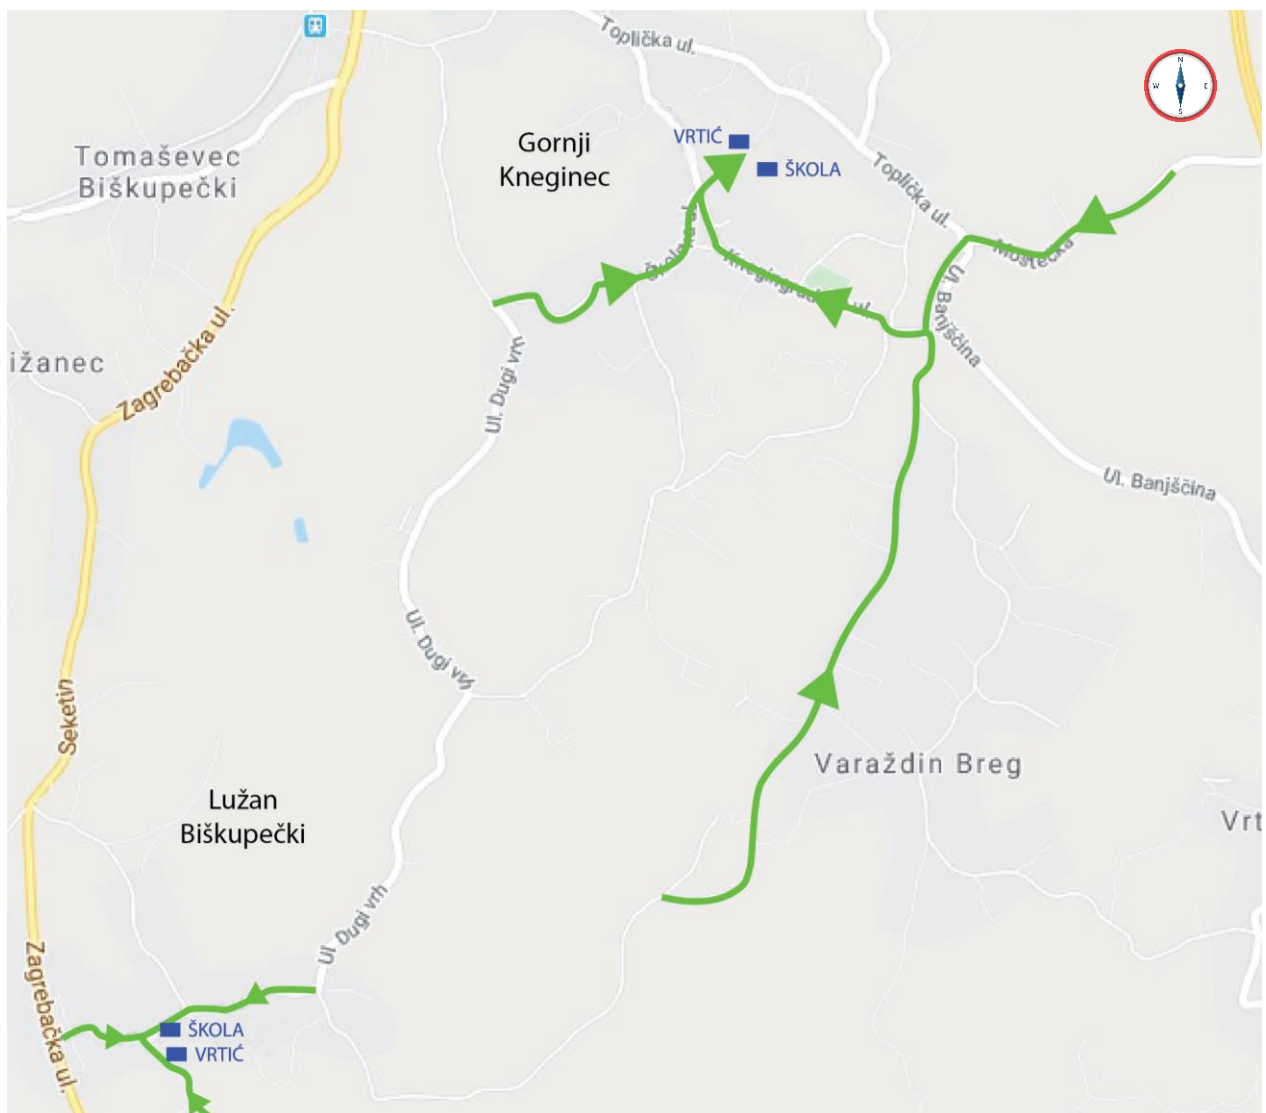 Toplička ul.
N
W
E
S
Gornji
Kneginec
VRTIĆ
ŠKOLA
Tomaševec
Biškupečki
Toplička ul.
Moštečka
Ul. Banjščina
Zagrebačka ul.
ižanec
Ul. Dugi vrh
Ul. Banjščina
Ul. Dugi vrh
Seketin
Varaždin Breg
Lužan
Biškupečki
Vrt
Ul. Dugi vrh
Zagrebačka ul.
ŠKOLA
VRTIĆ